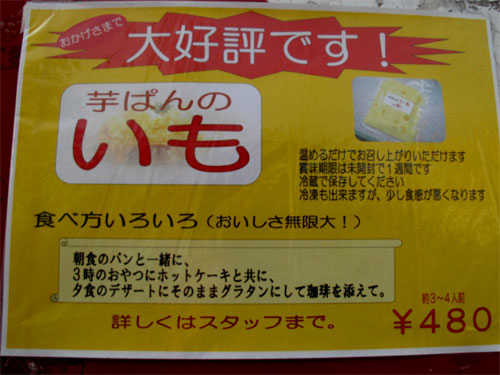 おかげさまで
大好評です！
芋ぱんの
いも
温めるだけでお召し上がりいただけます
賞味期限は未開封で１週間です
冷蔵で保存してください
冷凍も出来ますが、少し食感が悪くなります
食べ方いろいろ（おいしさ無限大！）
朝食のパンと一緒に、
３時のおやつにホットケーキと共に、
夕食のデザートにそのままグラタンにして珈琲を添えて。
約３～４人前
詳しくはスタッフまで。
￥４８０